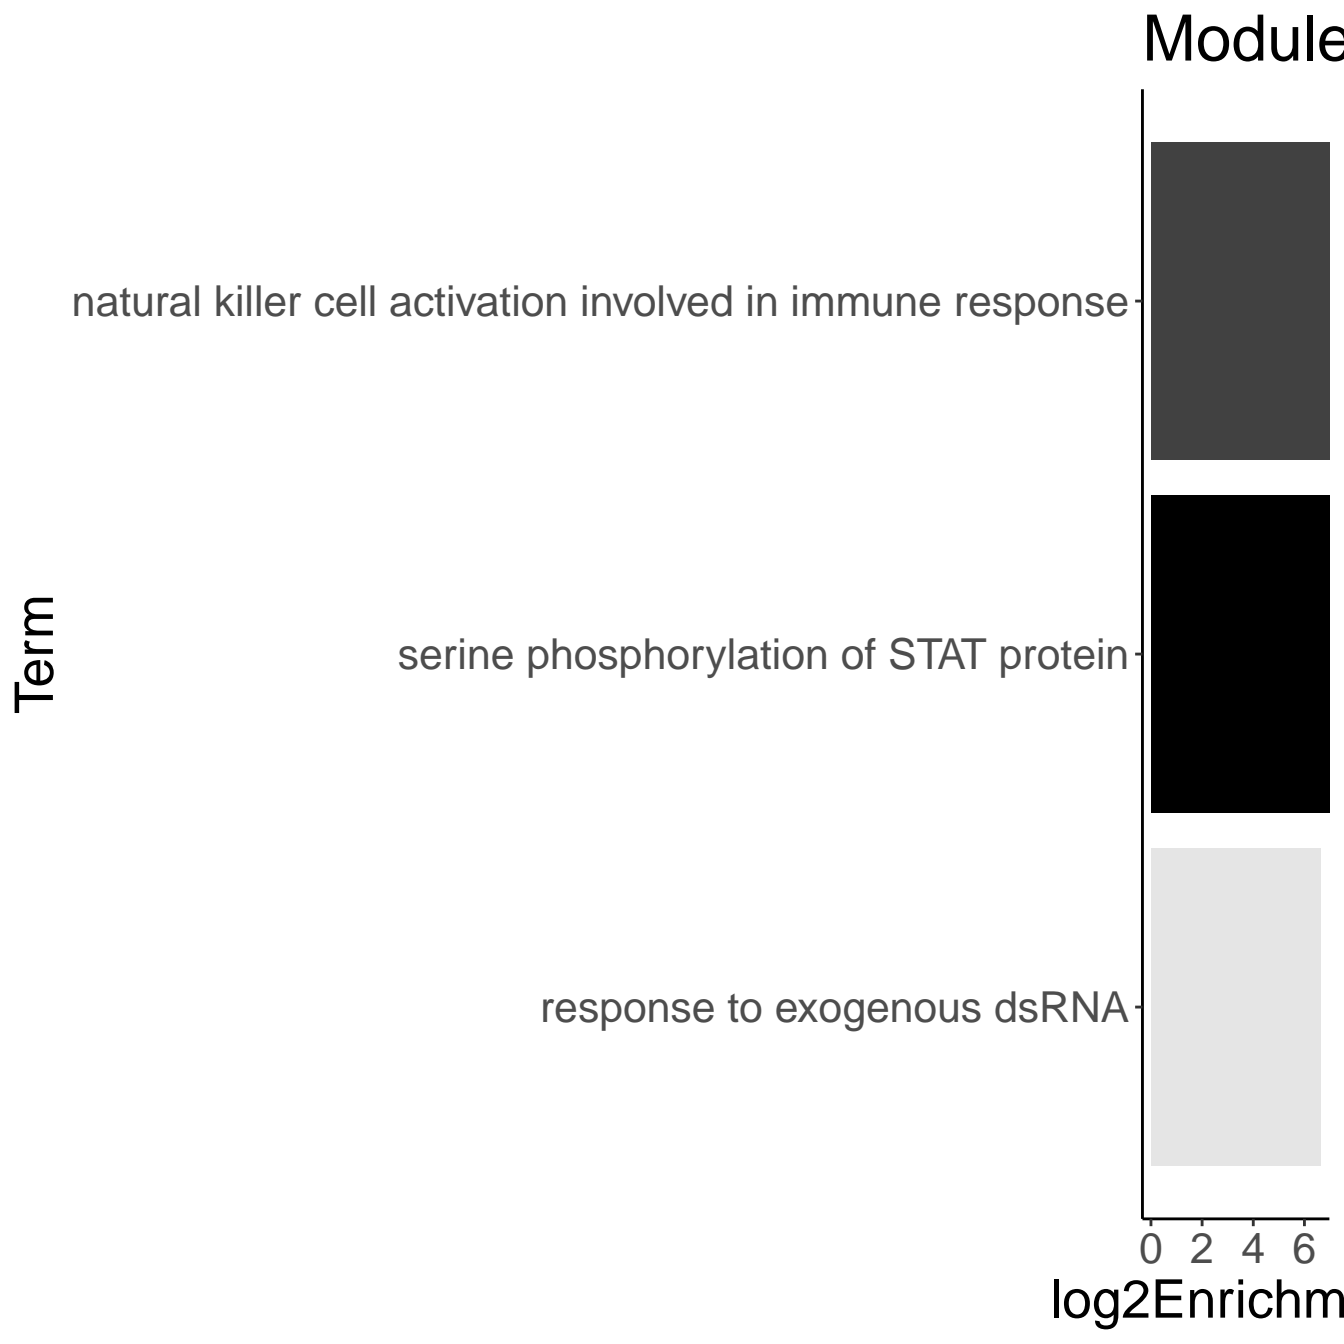 Module
natural killer cell activation involved in immune response
serine phosphorylation of STAT protein
response to exogenous dsRNA
Term
0 2 4 6
log2Enrichm